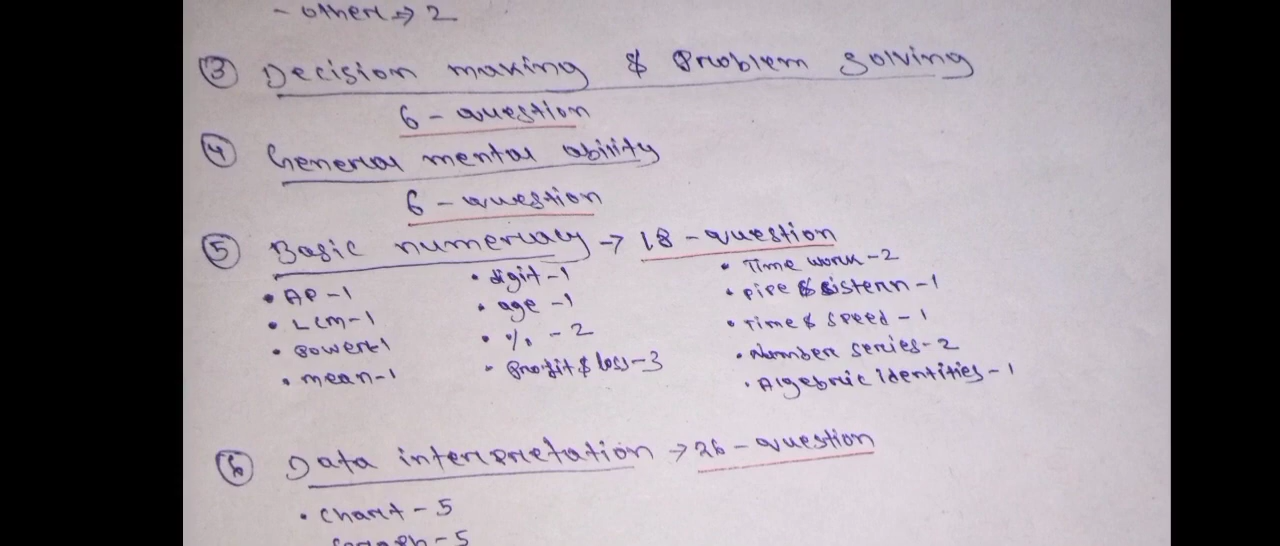 - other → 2
③ Decision making & Problem solving
6 - question
④ General mental ability
6 - question
⑤ Basic numeracy → 18 - question
• AP - 1
• LCM - 1
• Power - 1
• mean - 1
• digit - 1
• age - 1
• % - 2
• Profit & loss - 3
• Time work - 2
• Pipe & sistern - 1
• Time & speed - 1
• Number series - 2
• Algebric identities - 1
⑥ Data interpretation → 26 - question
• Chart - 5
Graph - 5